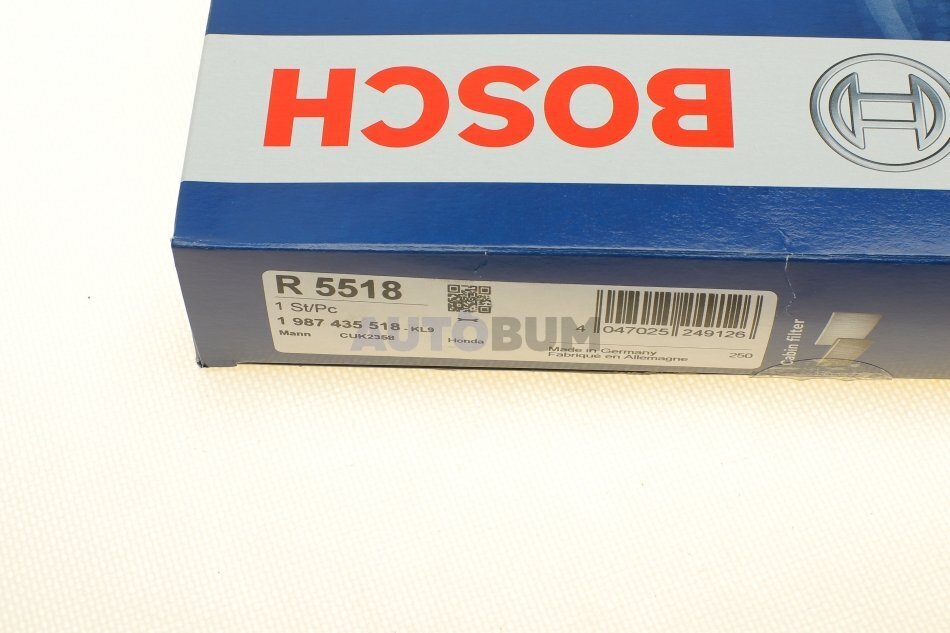 BOSCH
R 5518
1 St/Pc
1 987 435 518 - KL9
Mann CUK2358
Honda
4 047025 249126
Made in Germany
Fabriqué en Allemagne
250
Cabin filter
AUTOBUM